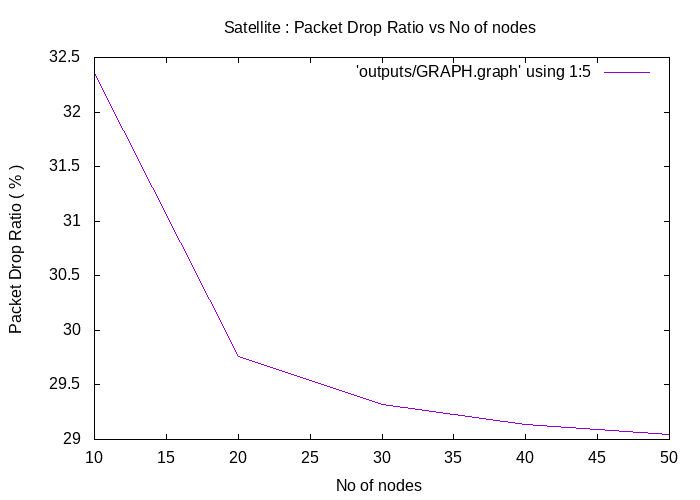 Satellite : Packet Drop Ratio vs No of nodes
'outputs/GRAPH.graph' using 1:5
Packet Drop Ratio ( % )
32.5
32
31.5
31
30.5
30
29.5
29
10 15 20 25 30 35 40 45 50
No of nodes